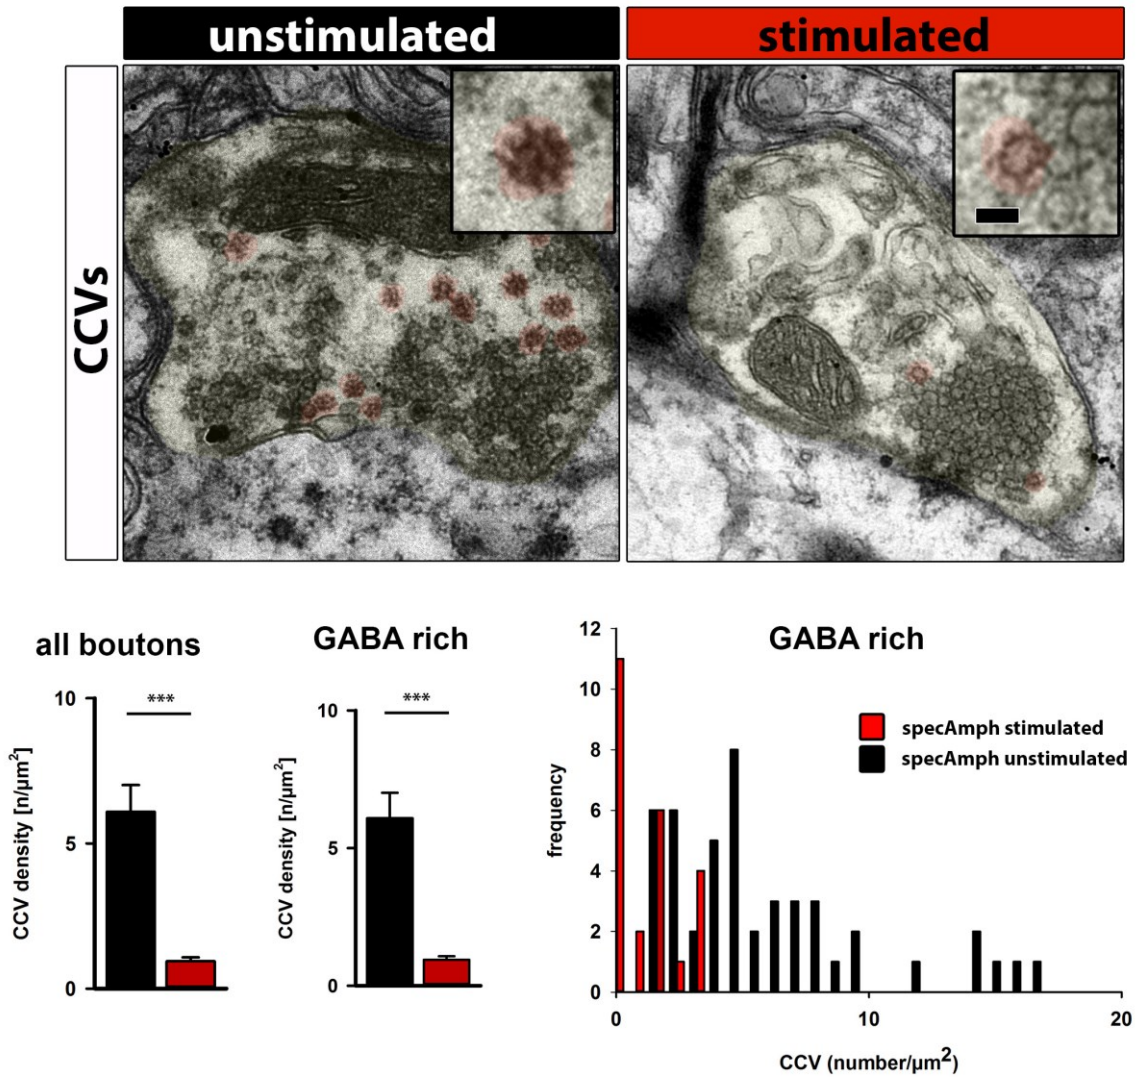 unstimulated
stimulated
CCVs
all boutons
10
5
0
CCV density [n/µm²]
***
GABA rich
10
5
0
CCV density [n/µm²]
***
GABA rich
12
10
8
6
4
2
0
frequency
specAmph stimulated
specAmph unstimulated
0
10
20
CCV (number/µm²)